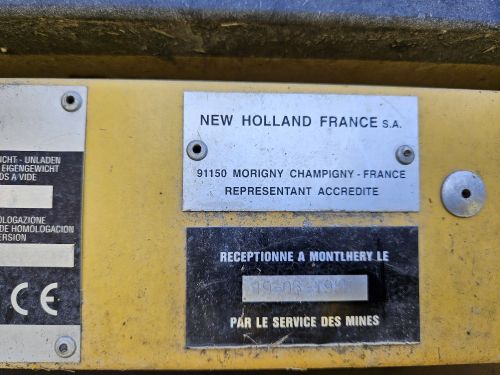 ICHT - UNLADEN
EIGENGEWICHT
DS A VIDE
OLOGAZIONE
DE HOMOLOGACION
ERSION
CE
NEW HOLLAND FRANCE S.A.
91150 MORIGNY CHAMPIGNY - FRANCE
REPRESENTANT ACCREDITE
RECEPTIONNE A MONTLHERY LE
PAR LE SERVICE DES MINES